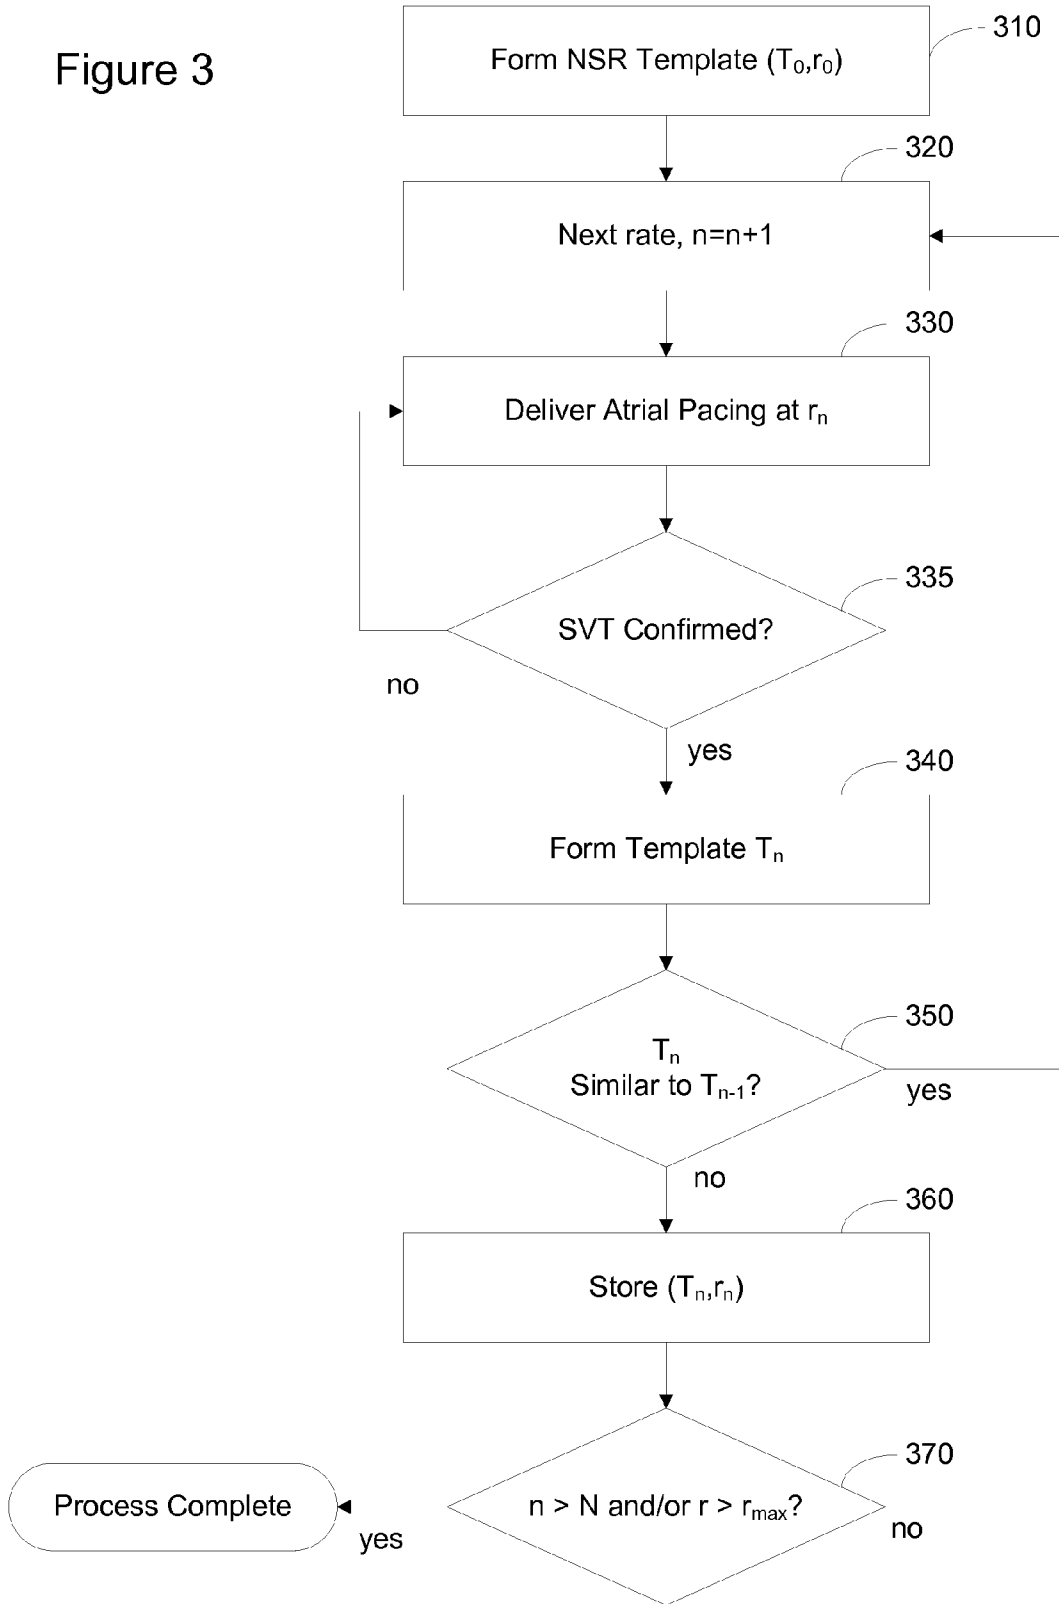 Figure 3
310
Form NSR Template (T₀,r₀)
320
Next rate, n=n+1
330
Deliver Atrial Pacing at rₙ
335
SVT Confirmed?
no
yes
340
Form Template Tₙ
350
Tₙ
Similar to Tₙ₋₁?
yes
no
360
Store (Tₙ,rₙ)
370
n > N and/or r > rmax?
no
Process Complete
yes